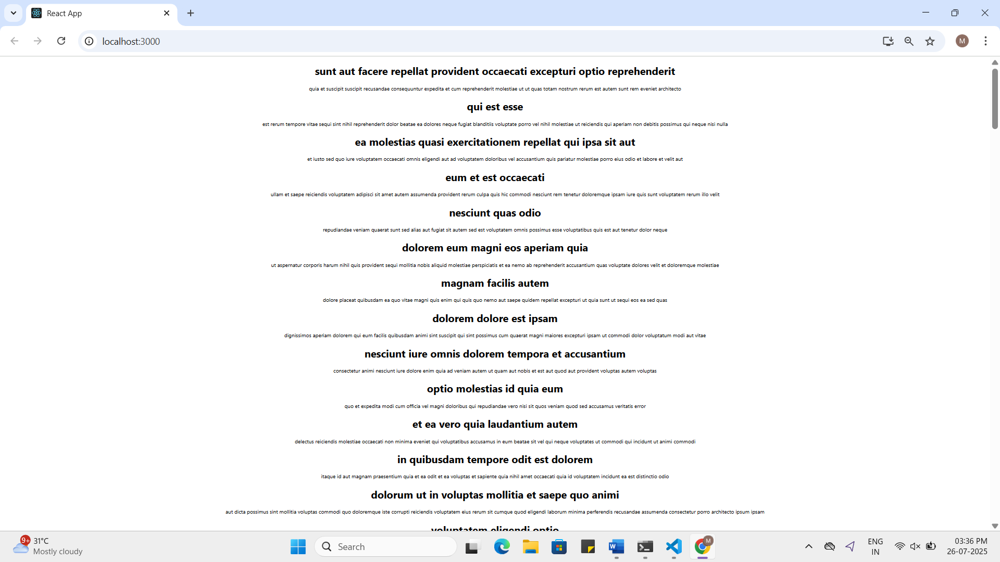 React App
localhost:3000
M
sunt aut facere repellat provident occaecati excepturi optio reprehenderit
quia et suscipit suscipit recusandae consequuntur expedita et cum reprehenderit molestiae ut ut quas totam nostrum rerum est autem sunt rem eveniet architecto
qui est esse
est rerum tempore vitae sequi sint nihil reprehenderit dolor beatae ea dolores neque fugiat blanditiis voluptate porro vel nihil molestiae ut reiciendis qui aperiam non debitis possimus qui neque nisi nulla
ea molestias quasi exercitationem repellat qui ipsa sit aut
et iusto sed quo iure voluptatem occaecati omnis eligendi aut ad voluptatem doloribus vel accusantium quis pariatur molestiae porro eius odio et labore et velit aut
eum et est occaecati
ullam et saepe reiciendis voluptatem adipisci sit amet autem assumenda provident rerum culpa quis hic commodi nesciunt rem tenetur doloremque ipsam iure quis sunt voluptatem rerum illo velit
nesciunt quas odio
repudiandae veniam quaerat sunt sed alias aut fugiat sit autem sed est voluptatem omnis possimus esse voluptatibus quis est aut tenetur dolor neque
dolorem eum magni eos aperiam quia
ut aspernatur corporis harum nihil quis provident sequi mollitia nobis aliquid molestiae perspiciatis et ea nemo ab reprehenderit accusantium quas voluptate dolores velit et doloremque molestiae
magnam facilis autem
dolore placeat quibusdam ea quo vitae magni quis enim qui quis quo nemo aut saepe quidem repellat excepturi ut quia sunt ut sequi eos ea sed quas
dolorem dolore est ipsam
dignissimos aperiam dolorem qui eum facilis quibusdam animi sint suscipit qui sint possimus cum quaerat magni maiores excepturi ipsam ut commodi dolor voluptatum modi aut vitae
nesciunt iure omnis dolorem tempora et accusantium
consectetur animi nesciunt iure dolore enim quia ad veniam autem ut quam aut nobis et est aut quod aut provident voluptas autem voluptas
optio molestias id quia eum
quo et expedita modi cum officia vel magni doloribus qui repudiandae vero nisi sit quos veniam quod sed accusamus veritatis error
et ea vero quia laudantium autem
delectus reiciendis molestiae occaecati non minima eveniet qui voluptatibus accusamus in eum beatae sit vel qui neque voluptates ut commodi qui incidunt ut animi commodi
in quibusdam tempore odit est dolorem
itaque id aut magnam praesentium quia et ea odit et ea voluptas et sapiente quia nihil amet occaecati quia id voluptatem incidunt ea est distinctio odio
dolorum ut in voluptas mollitia et saepe quo animi
aut dicta possimus sint mollitia voluptas commodi quo doloremque iste corrupti reiciendis voluptatem eius rerum sit cumque quod eligendi laborum minima perferendis recusandae assumenda consectetur porro architecto ipsum ipsam
voluptatem eligendi optio
9+
31°C
Mostly cloudy
Search
W
M
ENG
IN
03:36 PM
26-07-2025